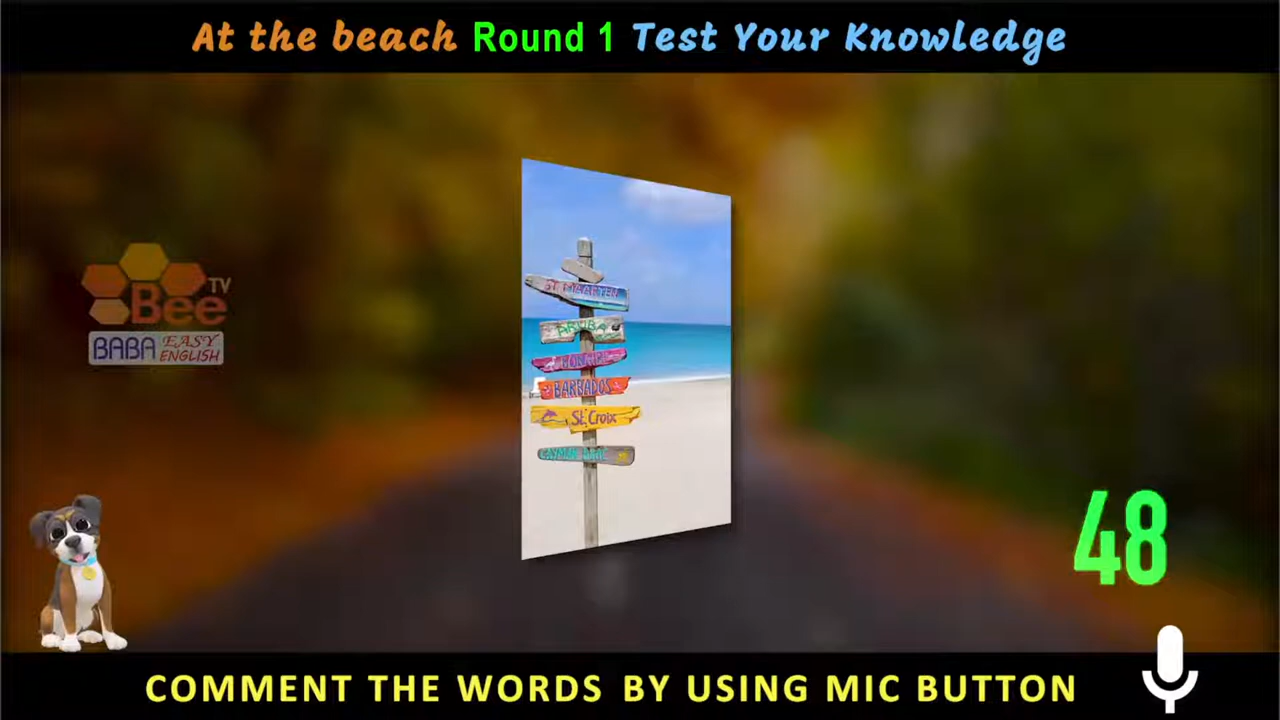 At the beach Round 1 Test Your Knowledge
ST MAARTEN
ARUBA
BARBADOS
St. Croix
TV
Bee
BABA EASY ENGLISH
48
COMMENT THE WORDS BY USING MIC BUTTON